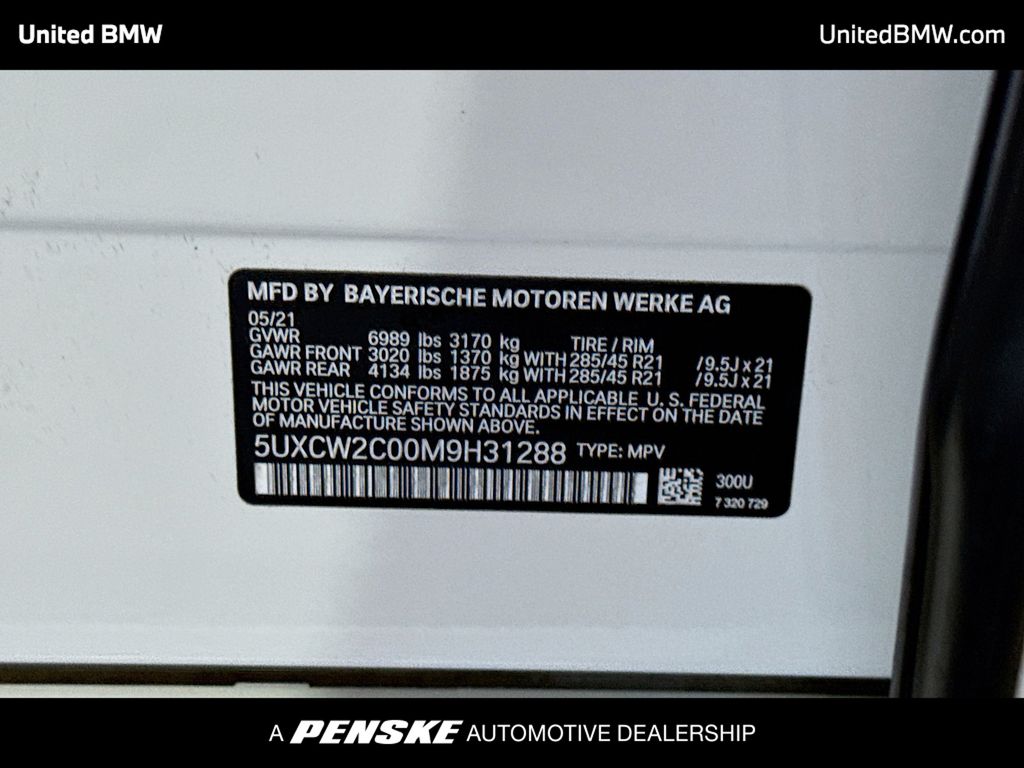 United BMW
UnitedBMW.com
MFD BY BAYERISCHE MOTOREN WERKE AG
05/21
GVWR 6989 lbs 3170 kg TIRE / RIM
GAWR FRONT 3020 lbs 1370 kg WITH 285/45 R21 /9.5J x 21
GAWR REAR 4134 lbs 1875 kg WITH 285/45 R21 /9.5J x 21
THIS VEHICLE CONFORMS TO ALL APPLICABLE U. S. FEDERAL
MOTOR VEHICLE SAFETY STANDARDS IN EFFECT ON THE DATE
OF MANUFACTURE SHOWN ABOVE.
5UXCW2C00M9H31288 TYPE: MPV
300U
7 320 729
A PENSKE AUTOMOTIVE DEALERSHIP